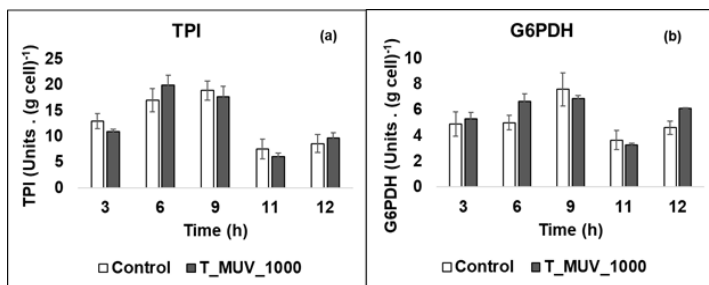 TPI
(a)
TPI (Units . (g cell)⁻¹)
25
20
15
10
5
0
3 6 9 11 12
Time (h)
Control T_MUV_1000
G6PDH
(b)
G6PDH (Units . (g cell)⁻¹)
10
8
6
4
2
0
3 6 9 11 12
Time (h)
Control T_MUV_1000